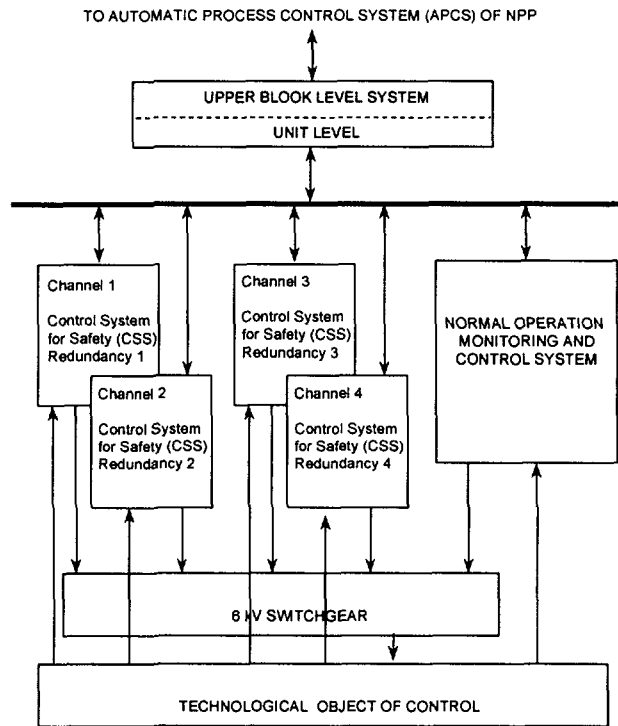 TO AUTOMATIC PROCESS CONTROL SYSTEM (APCS) OF NPP
UPPER BLOOK LEVEL SYSTEM
UNIT LEVEL
Channel 1
Control System
for Safety (CSS)
Redundancy 1
Channel 2
Control System
for Safety (CSS)
Redundancy 2
Channel 3
Control System
for Safety (CSS)
Redundancy 3
Channel 4
Control System
for Safety (CSS)
Redundancy 4
NORMAL OPERATION
MONITORING AND
CONTROL SYSTEM
6 kV SWITCHGEAR
TECHNOLOGICAL OBJECT OF CONTROL